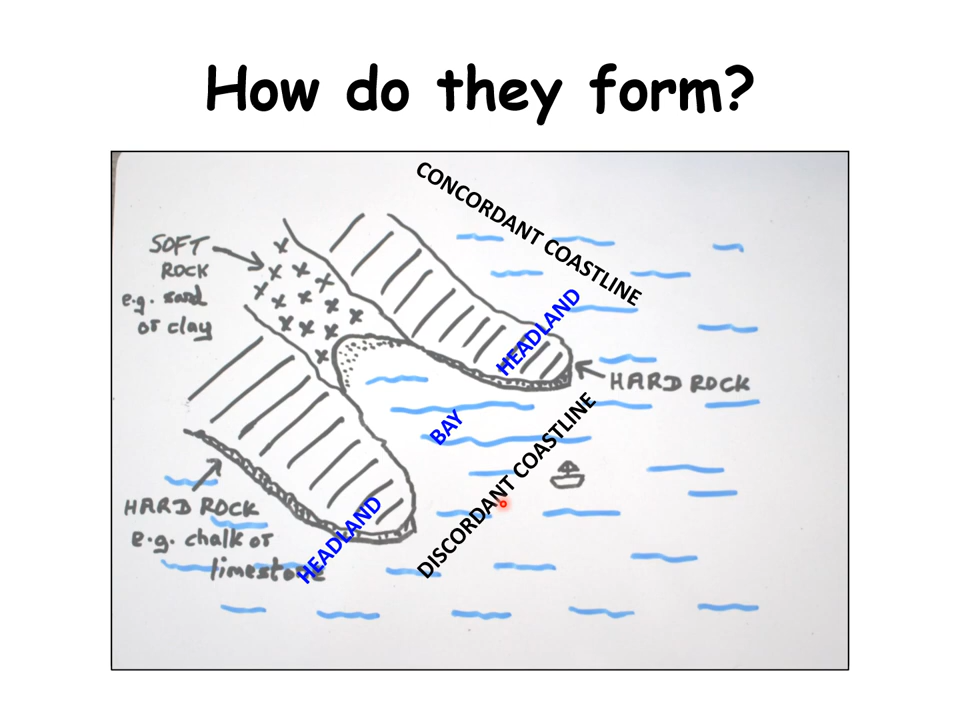 How do they form?
CONCORDANT COASTLINE
SOFT
ROCK
e.g. sand
or clay
HEADLAND
HARD ROCK
BAY
DISCORDANT COASTLINE
HARD ROCK
e.g. chalk or
limestone
HEADLAND